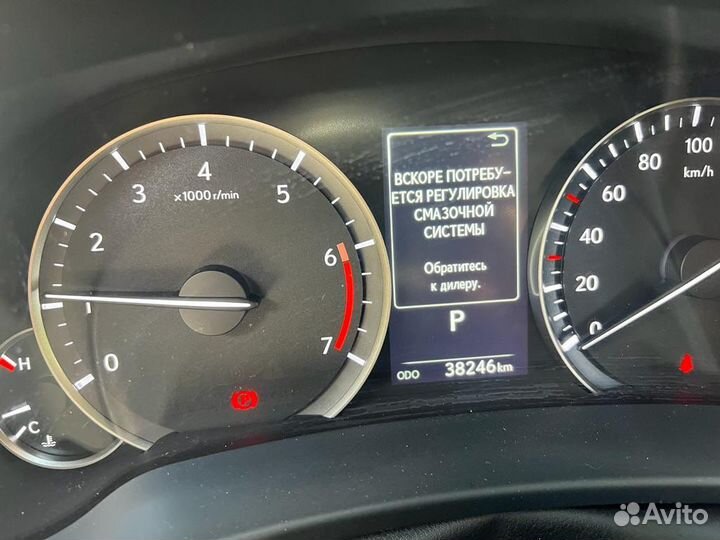 ВСКОРЕ ПОТРЕБУ-
ЕТСЯ РЕГУЛИРОВКА
СМАЗОЧНОЙ
СИСТЕМЫ
Обратитесь
к дилеру.
P
ODO 38246 km
0
1
2
3
4
5
6
7
x1000 r/min
H
C
0
20
40
60
80
100
km/h
Avito